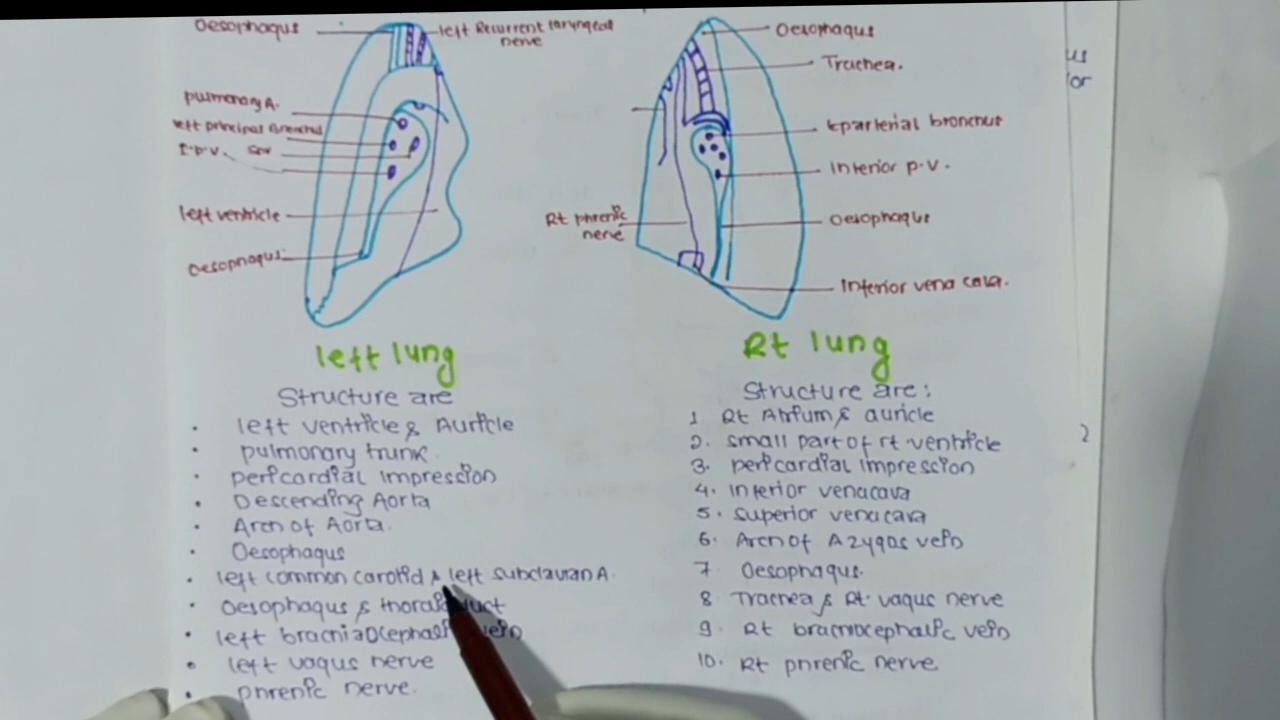 Oesophagus
left Recurrent laryngeal
nerve
pulmonary A.
left principal Bronchus
I.p.v.
left ventricle
Oesophagus
Oesophagus
Trachea.
Eparterial bronchus
Inferior p.v.
Rt phrenic
nerve
Oesophagus
Inferior vena cava.
us
or
2
left lung
Structure are
• left ventricle & Auricle
• pulmonary trunk
• pericardial Impression
• Descending Aorta
• Arch of Aorta.
• Oesophagus
• left common carotid & left subclavian A.
• Oesophagus & duct
• left brachiocephalic vein
• left vagus nerve
• phrenic nerve.
Rt lung
Structure are:
1. Rt Atrium & auricle
2. small part of rt ventricle
3. pericardial impression
4. Inferior venacava
5. superior venacava
6. Arch of Azygos vein
7 Oesophagus.
8 Trachea & Rt. vagus nerve
9. Rt brachiocephalic vein
10. Rt phrenic nerve